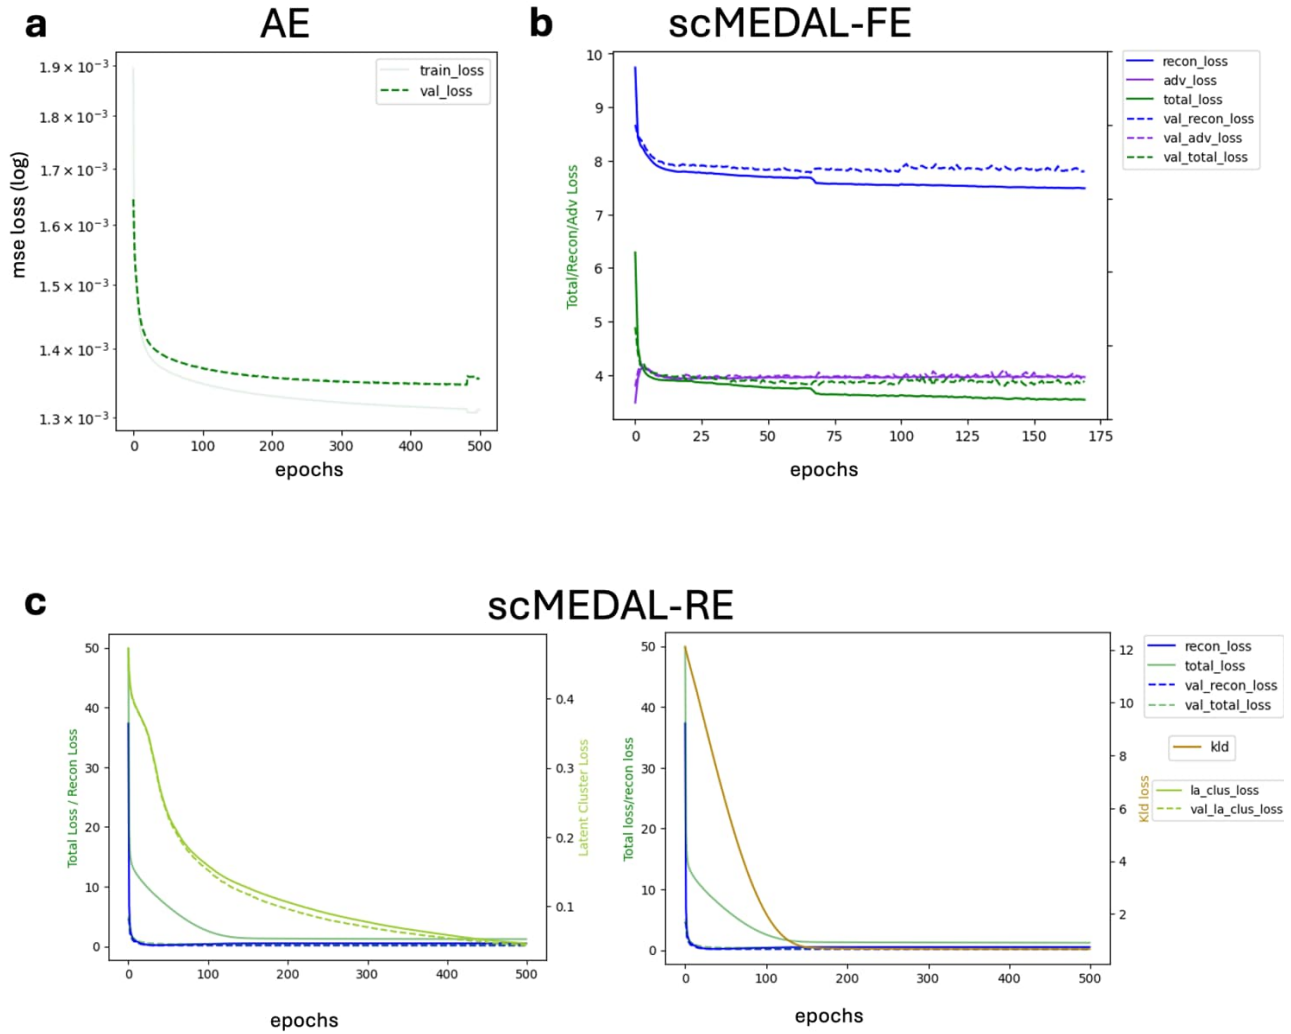 a
AE
mse loss (log)
1.9 × 10⁻³
1.8 × 10⁻³
1.7 × 10⁻³
1.6 × 10⁻³
1.5 × 10⁻³
1.4 × 10⁻³
1.3 × 10⁻³
train_loss
val_loss
0 100 200 300 400 500
epochs
b
scMEDAL-FE
Total/Recon/Adv Loss
10
9
8
7
6
5
4
0 25 50 75 100 125 150 175
epochs
recon_loss
adv_loss
total_loss
val_recon_loss
val_adv_loss
val_total_loss
c
scMEDAL-RE
Total Loss / Recon Loss
50
40
30
20
10
0
0 100 200 300 400 500
epochs
0.4
0.3
0.2
0.1
Latent Cluster Loss
Total loss/recon loss
50
40
30
20
10
0
0 100 200 300 400 500
epochs
12
10
8
6
4
2
Kld loss
recon_loss
total_loss
val_recon_loss
val_total_loss
kld
la_clus_loss
val_la_clus_loss